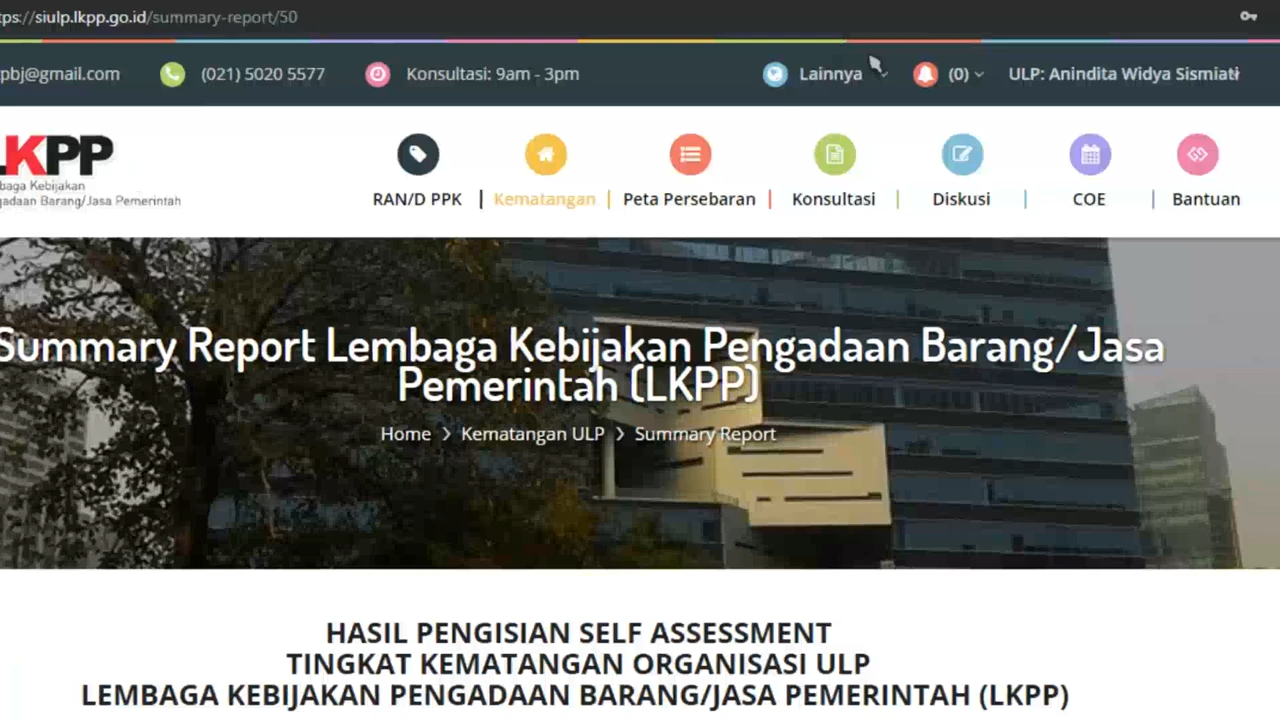 tps://siulp.lkpp.go.id/summary-report/50
pbj@gmail.com (021) 5020 5577 Konsultasi: 9am - 3pm Lainnya (0) ULP: Anindita Widya Sismiati
LKPP
baga Kebijakan
gadaan Barang/Jasa Pemerintah
RAN/D PPK Kematangan Peta Persebaran Konsultasi Diskusi COE Bantuan
Summary Report Lembaga Kebijakan Pengadaan Barang/Jasa
Pemerintah (LKPP)
Home > Kematangan ULP > Summary Report
HASIL PENGISIAN SELF ASSESSMENT
TINGKAT KEMATANGAN ORGANISASI ULP
LEMBAGA KEBIJAKAN PENGADAAN BARANG/JASA PEMERINTAH (LKPP)